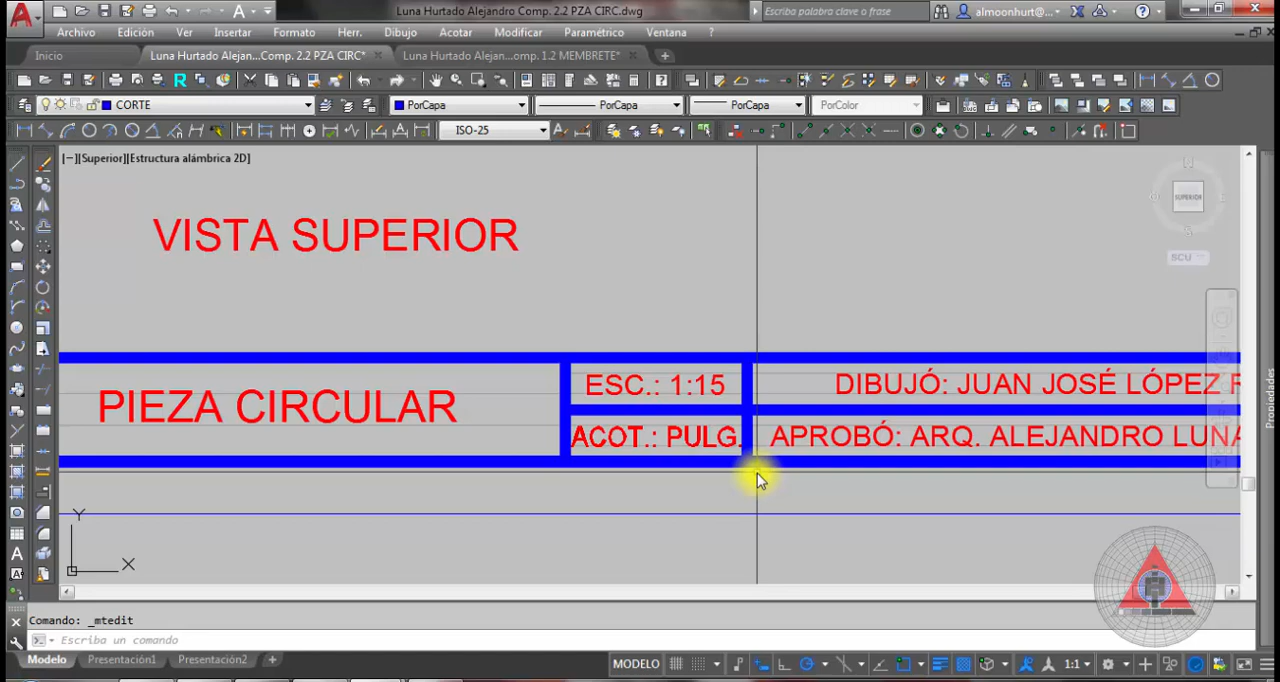 Luna Hurtado Alejandro Comp. 2.2 PZA CIRC.dwg
Escriba palabra clave o frase
almoonhurt@...
Archivo Edición Ver Insertar Formato Herr. Dibujo Acotar Modificar Paramétrico Ventana ?
Inicio
Luna Hurtado Alejan...Comp. 2.2 PZA CIRC*
Luna Hurtado Alejan...omp. 1.2 MEMBRETE*
CORTE
PorCapa
PorCapa
PorCapa
PorColor
ISO-25
[−][Superior][Estructura alámbrica 2D]
SUPERIOR
SCU
VISTA SUPERIOR
PIEZA CIRCULAR
ESC.: 1:15
DIBUJÓ: JUAN JOSÉ LÓPEZ R
ACOT.: PULG.
APROBÓ: ARQ. ALEJANDRO LUNA
Propiedades
Y
X
Comando: _mtedit
Escriba un comando
Modelo Presentación1 Presentación2 +
MODELO
1:1